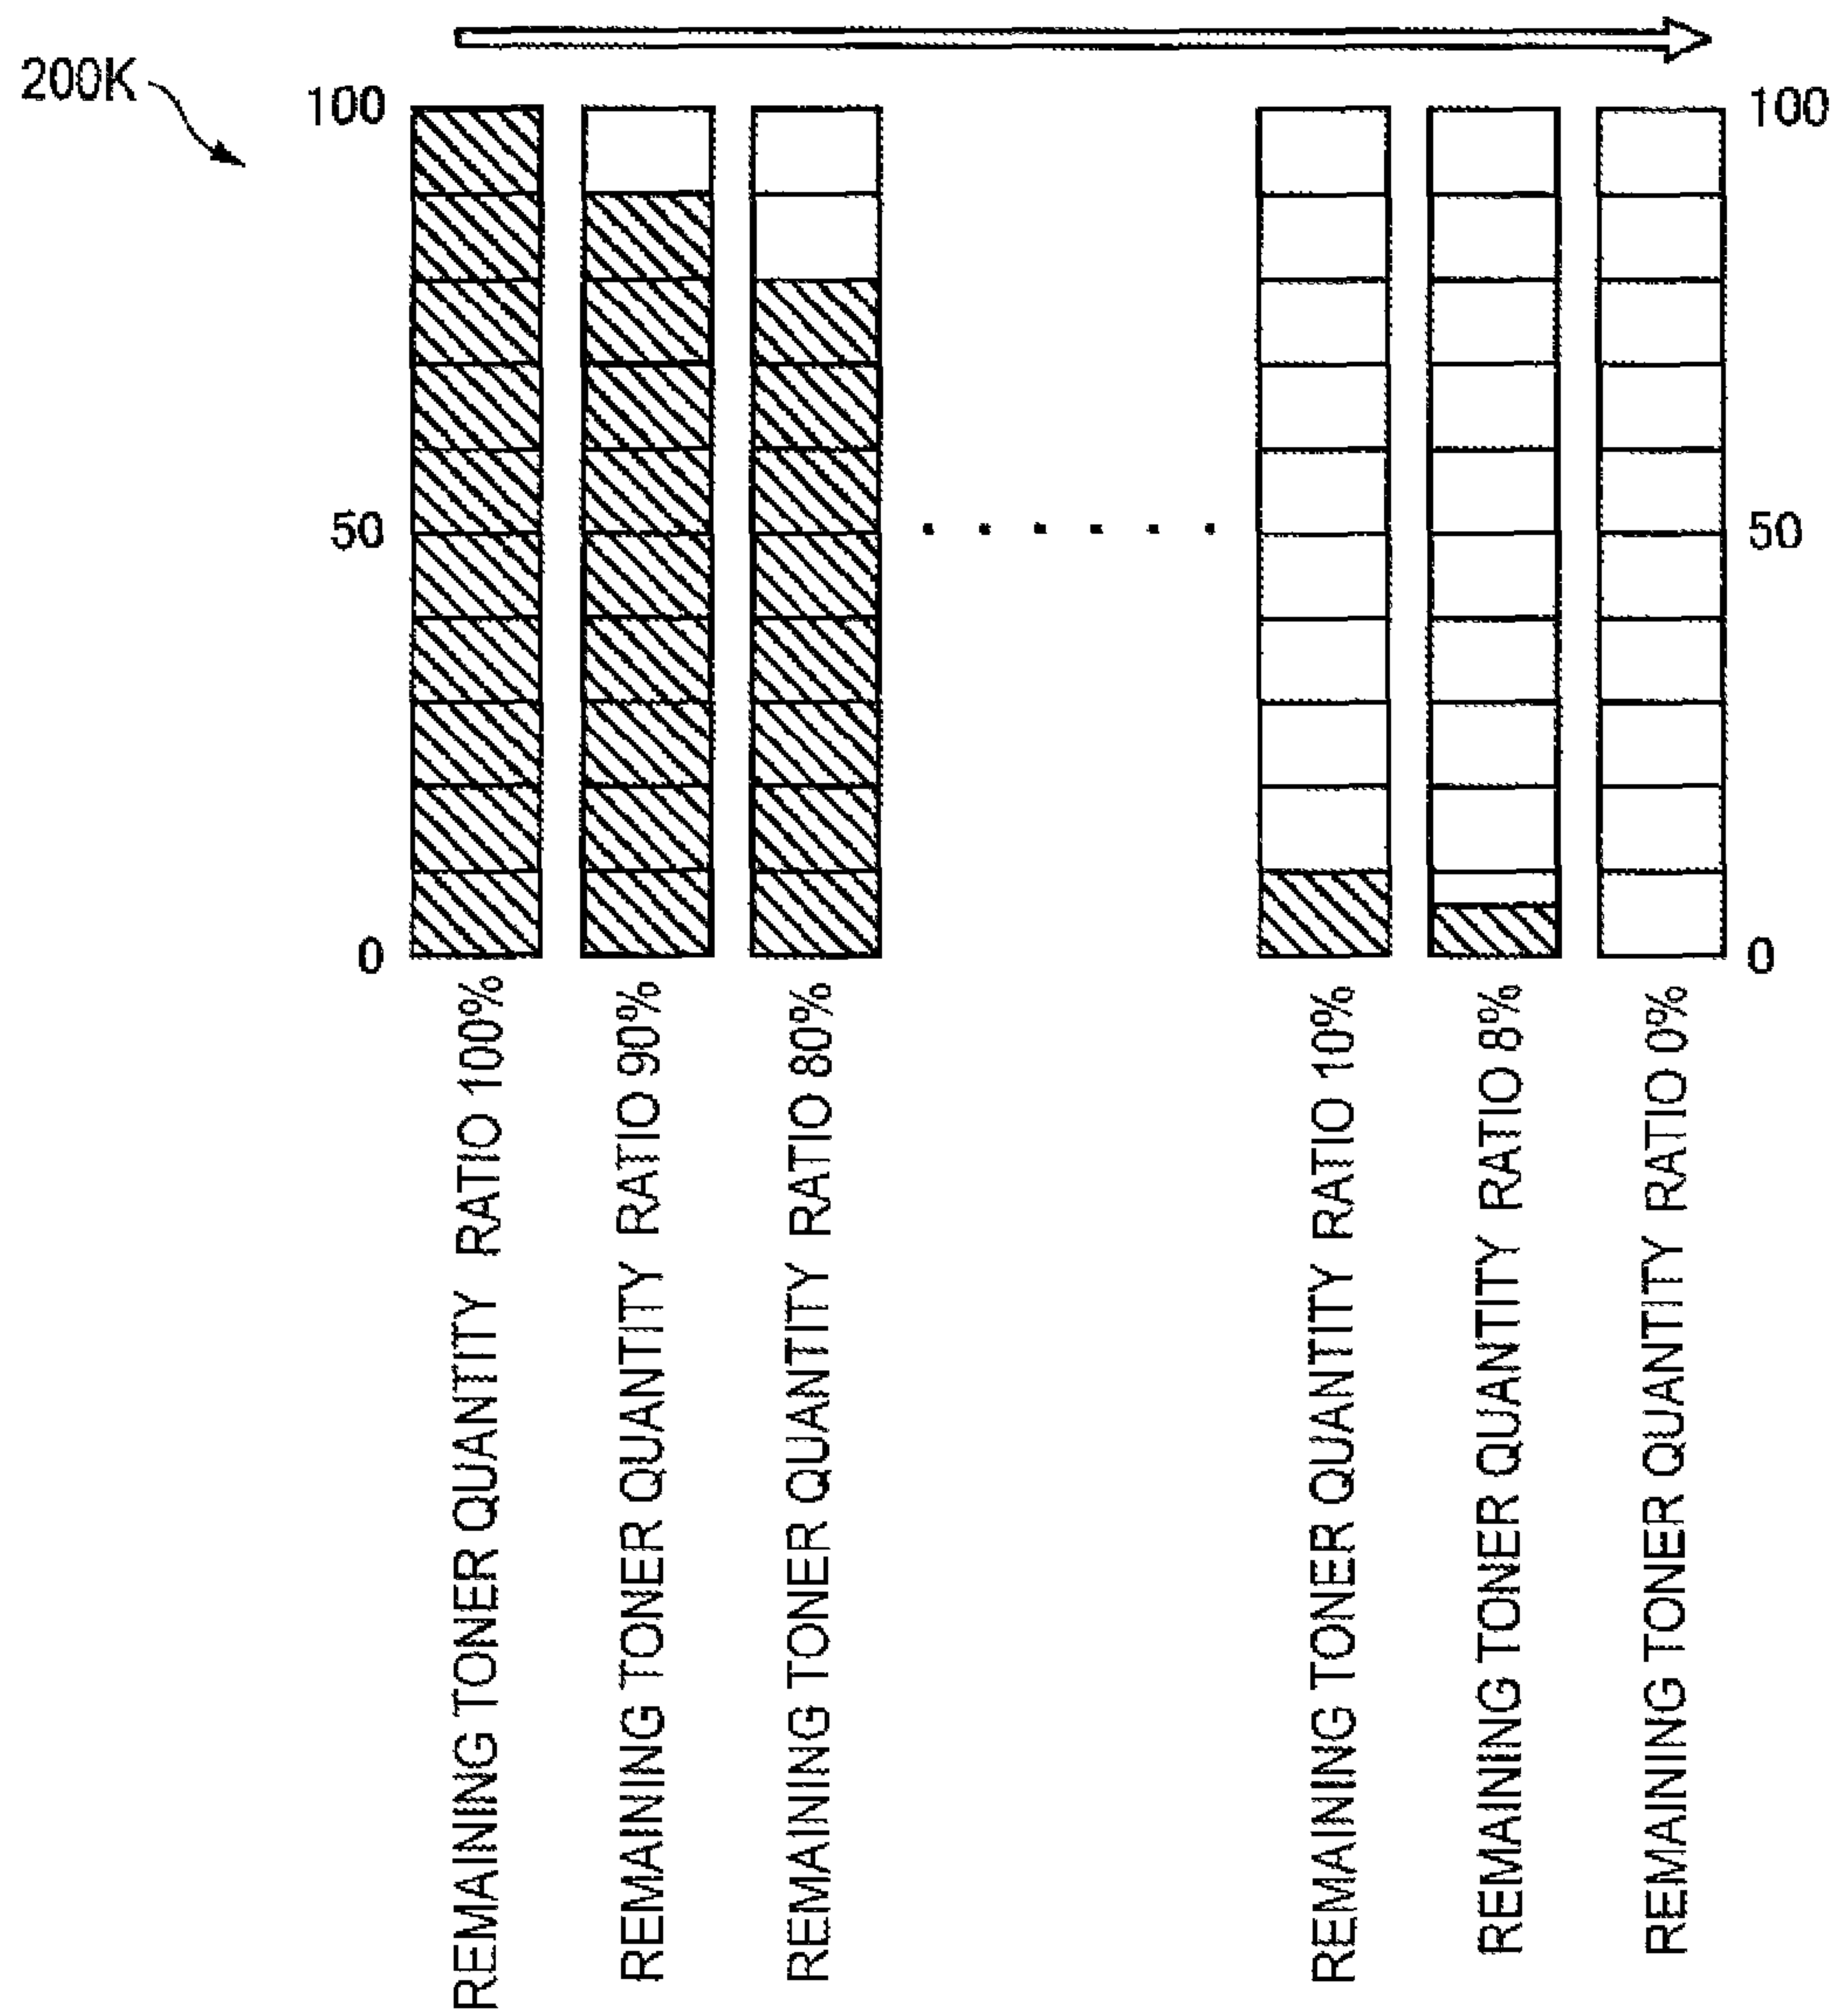 200K
100
100
50
50
0
0
REMAINING TONER QUANTITY RATIO 100%
REMAINING TONER QUANTITY RATIO 90%
REMAINING TONER QUANTITY RATIO 80%
REMAINING TONER QUANTITY RATIO 10%
REMAINING TONER QUANTITY RATIO 8%
REMAINING TONER QUANTITY RATIO 0%